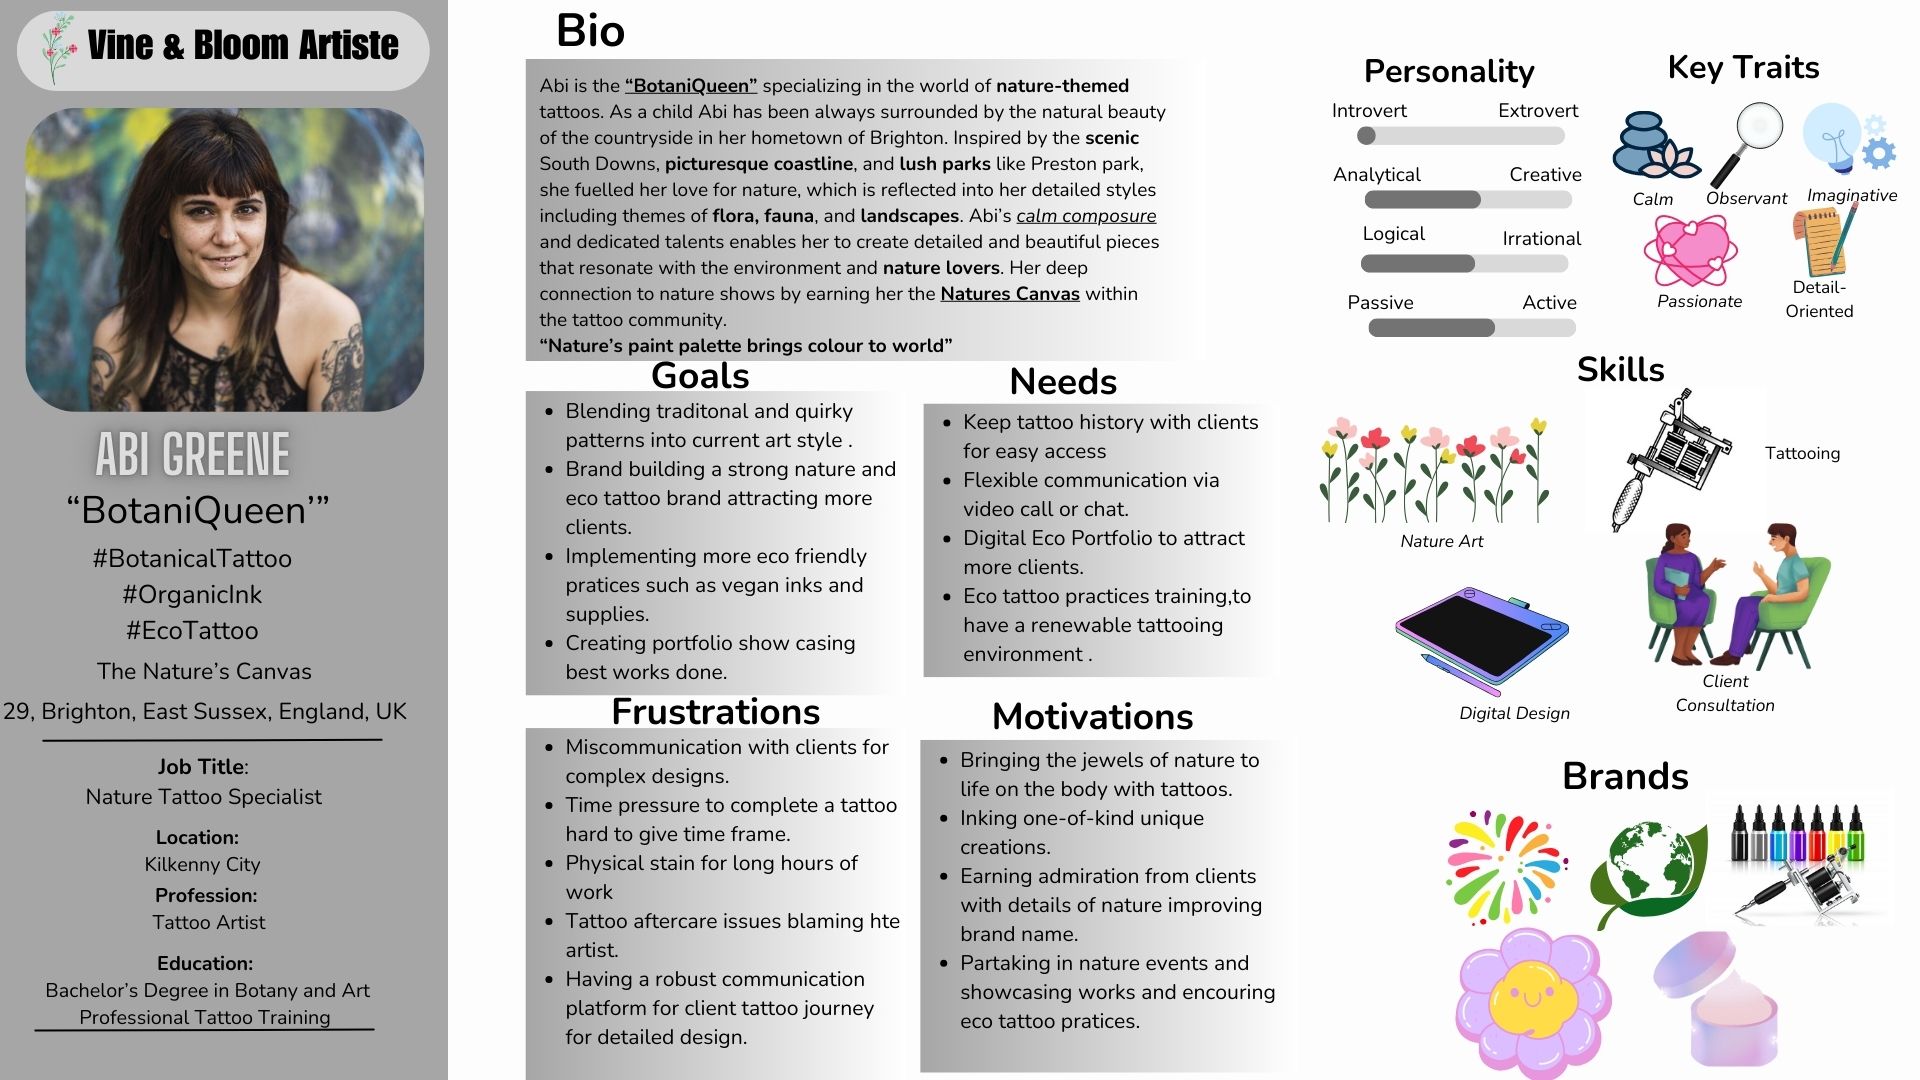 Vine & Bloom Artiste
ABI GREENE
“BotaniQueen’”
#BotanicalTattoo
#OrganicInk
#EcoTattoo
The Nature’s Canvas
29, Brighton, East Sussex, England, UK
Job Title:
Nature Tattoo Specialist
Location:
Kilkenny City
Profession:
Tattoo Artist
Education:
Bachelor’s Degree in Botany and Art
Professional Tattoo Training
Bio
Abi is the “BotaniQueen” specializing in the world of nature-themed
tattoos. As a child Abi has been always surrounded by the natural beauty
of the countryside in her hometown of Brighton. Inspired by the scenic
South Downs, picturesque coastline, and lush parks like Preston park,
she fuelled her love for nature, which is reflected into her detailed styles
including themes of flora, fauna, and landscapes. Abi’s calm composure
and dedicated talents enables her to create detailed and beautiful pieces
that resonate with the environment and nature lovers. Her deep
connection to nature shows by earning her the Natures Canvas within
the tattoo community.
“Nature’s paint palette brings colour to world”
Goals
• Blending traditonal and quirky
patterns into current art style .
• Brand building a strong nature and
eco tattoo brand attracting more
clients.
• Implementing more eco friendly
pratices such as vegan inks and
supplies.
• Creating portfolio show casing
best works done.
Needs
• Keep tattoo history with clients
for easy access
• Flexible communication via
video call or chat.
• Digital Eco Portfolio to attract
more clients.
• Eco tattoo practices training,to
have a renewable tattooing
environment .
Frustrations
• Miscommunication with clients for
complex designs.
• Time pressure to complete a tattoo
hard to give time frame.
• Physical stain for long hours of
work
• Tattoo aftercare issues blaming hte
artist.
• Having a robust communication
platform for client tattoo journey
for detailed design.
Motivations
• Bringing the jewels of nature to
life on the body with tattoos.
• Inking one-of-kind unique
creations.
• Earning admiration from clients
with details of nature improving
brand name.
• Partaking in nature events and
showcasing works and encouring
eco tattoo pratices.
Personality
Introvert Extrovert
Analytical Creative
Logical Irrational
Passive Active
Key Traits
Calm
Observant
Imaginative
Passionate
Detail-
Oriented
Skills
Nature Art
Tattooing
Digital Design
Client
Consultation
Brands